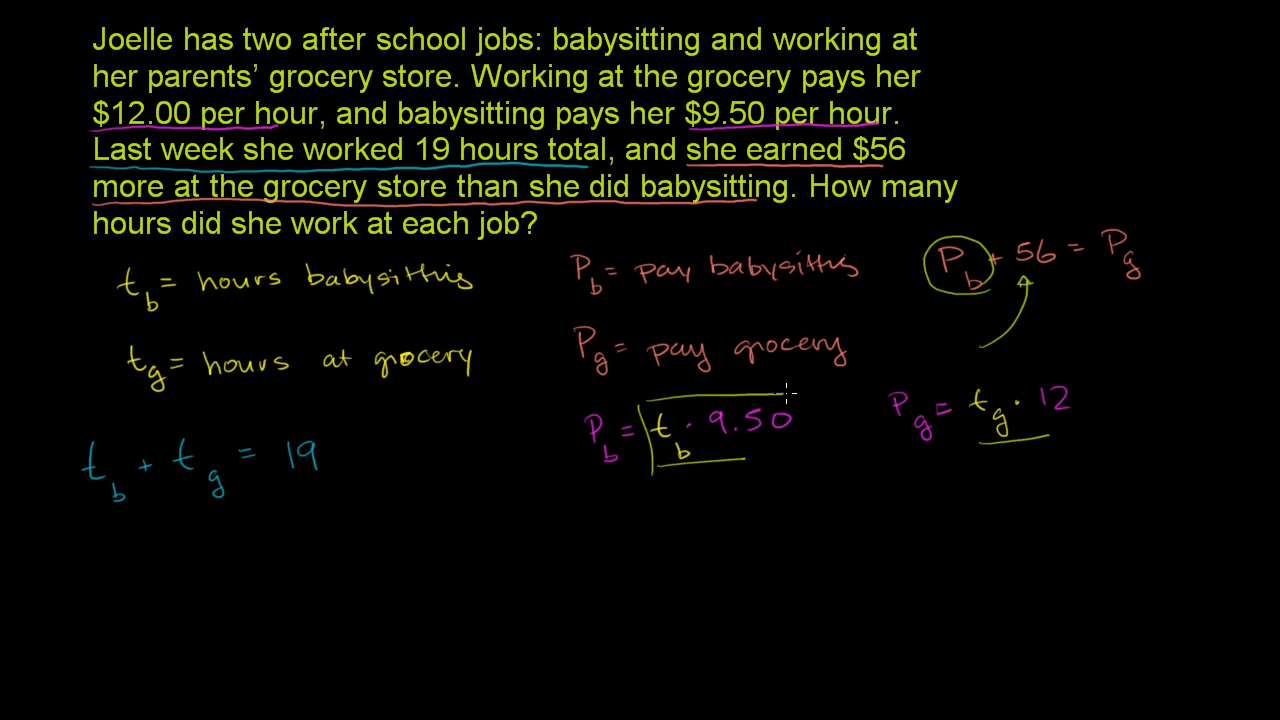 Joelle has two after school jobs: babysitting and working at
her parents’ grocery store. Working at the grocery pays her
$12.00 per hour, and babysitting pays her $9.50 per hour.
Last week she worked 19 hours total, and she earned $56
more at the grocery store than she did babysitting. How many
hours did she work at each job?
t_b = hours babysitting
P_b = pay babysitting
P_b + 56 = P_g
t_g = hours at grocery
P_g = pay grocery
P_b = t_b · 9.50
P_g = t_g · 12
t_b + t_g = 19